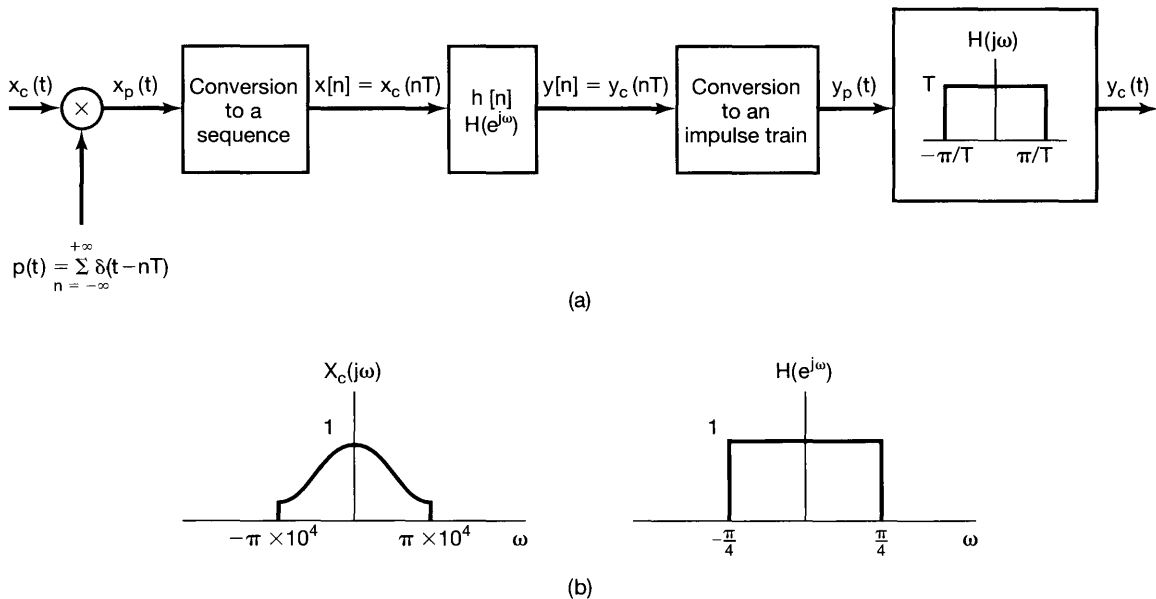 x_c(t)
×
x_p(t)
Conversion
to a
sequence
x[n] = x_c(nT)
h [n]
H(e^{jω})
y[n] = y_c(nT)
Conversion
to an
impulse train
y_p(t)
H(jω)
T
−π/T
π/T
y_c(t)
+∞
p(t) = Σ δ(t−nT)
n = −∞
(a)
X_c(jω)
1
−π ×10^4
π ×10^4
ω
H(e^{jω})
1
−π/4
π/4
ω
(b)